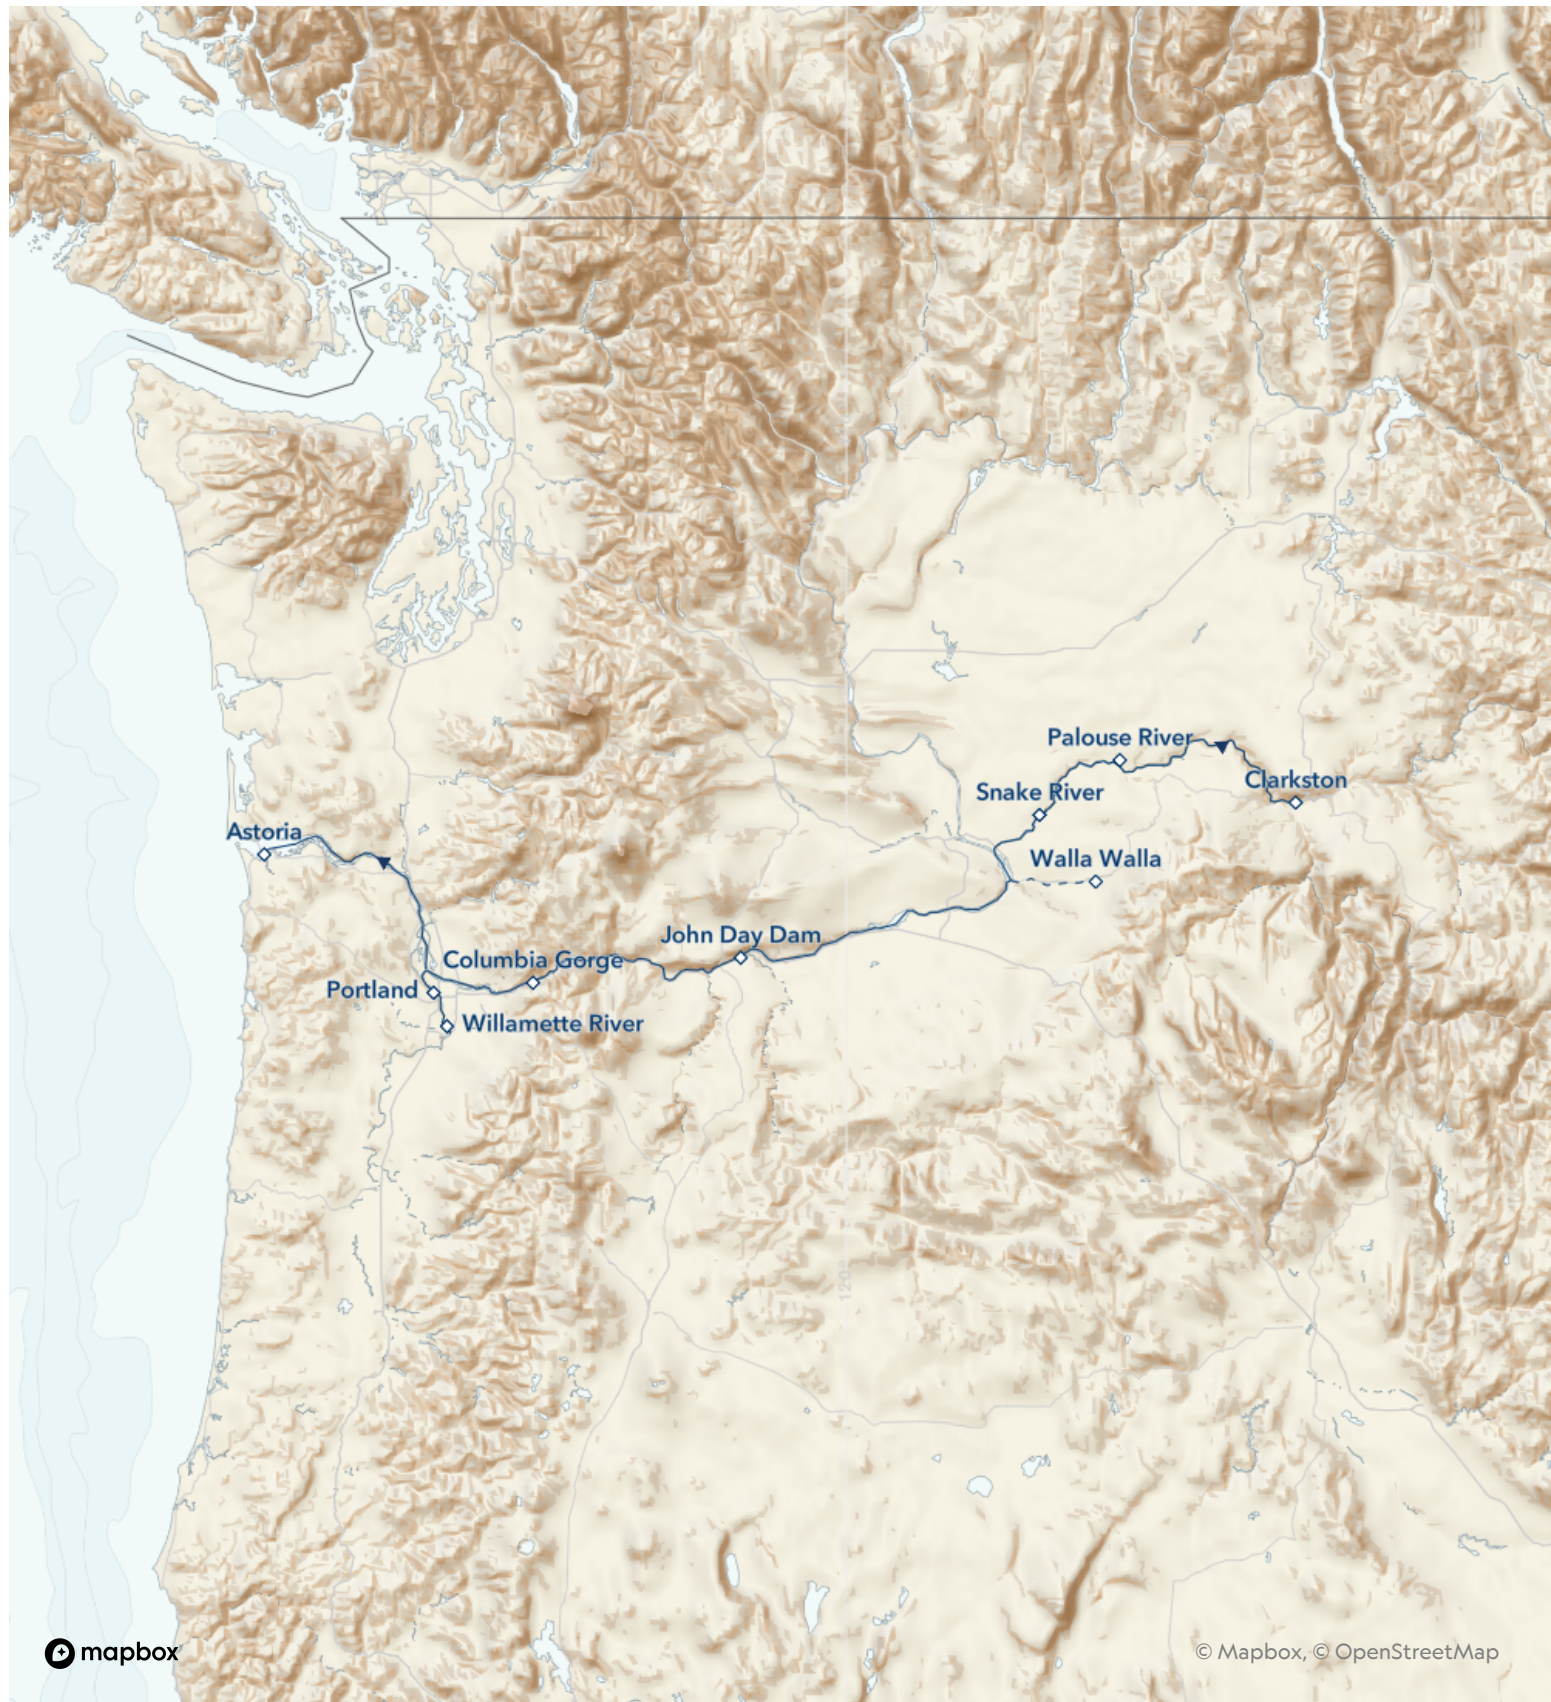 Palouse River
Clarkston
Snake River
Astoria
Walla Walla
John Day Dam
Columbia Gorge
Portland
Willamette River
120°
mapbox
© Mapbox, © OpenStreetMap